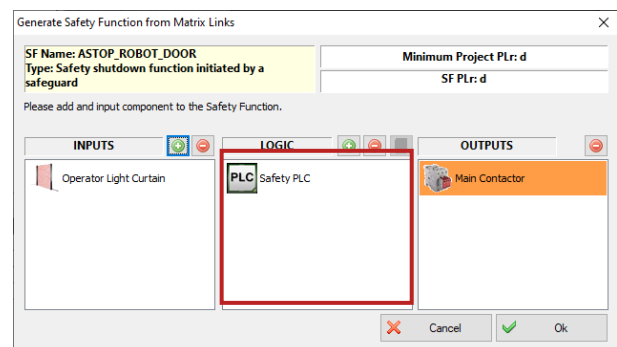 Generate Safety Function from Matrix Links
SF Name: ASTOP_ROBOT_DOOR
Type: Safety shutdown function initiated by a
safeguard
Minimum Project PLr: d
SF PLr: d
Please add and input component to the Safety Function.
INPUTS
LOGIC
OUTPUTS
Operator Light Curtain
PLC Safety PLC
Main Contactor
Cancel
Ok